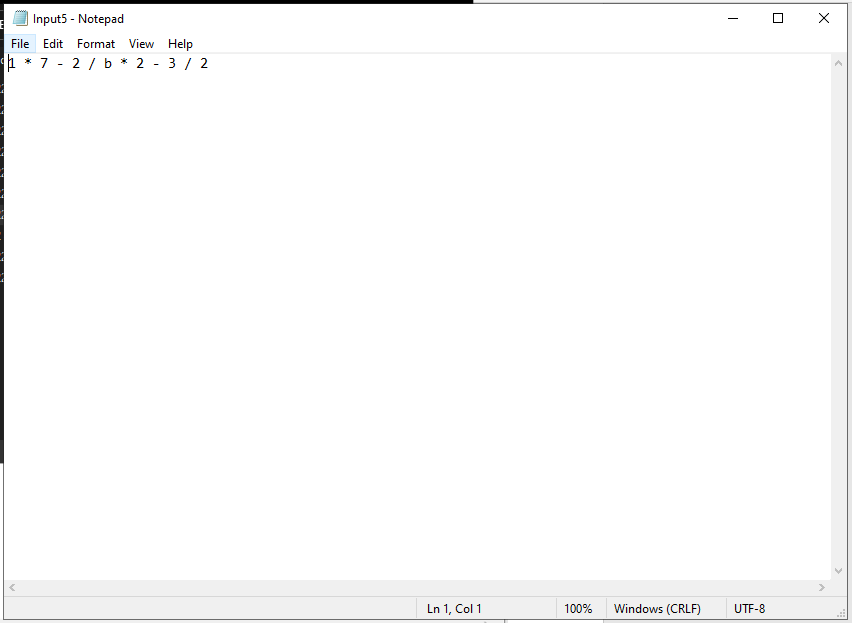 Input5 - Notepad
File Edit Format View Help
1 * 7 - 2 / b * 2 - 3 / 2
Ln 1, Col 1 100% Windows (CRLF) UTF-8